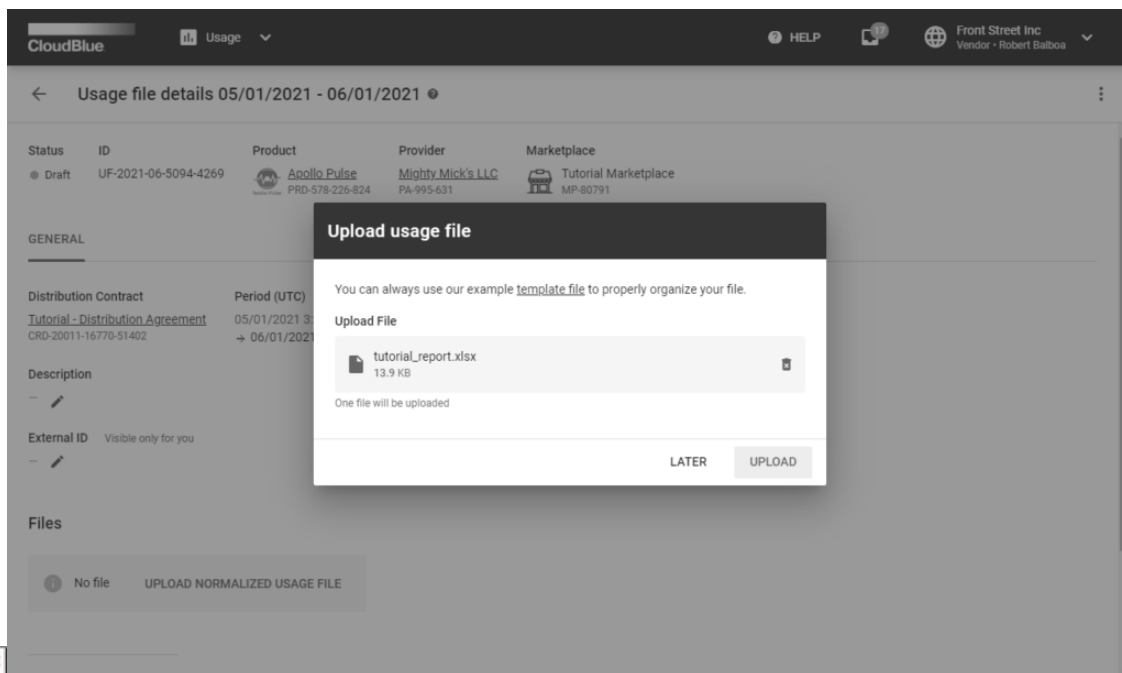 CloudBlue
Usage
HELP
17
Front Street Inc
Vendor • Robert Balboa
Usage file details 05/01/2021 - 06/01/2021
Status
ID
Product
Provider
Marketplace
Draft
UF-2021-06-5094-4269
Apollo Pulse
PRD-578-226-824
Mighty Mick's LLC
PA-995-631
Tutorial Marketplace
MP-80791
GENERAL
Distribution Contract
Tutorial - Distribution Agreement
CRD-20011-16770-51402
Period (UTC)
05/01/2021 3:
→ 06/01/2021
Description
–
External ID Visible only for you
–
Files
No file
UPLOAD NORMALIZED USAGE FILE
Upload usage file
You can always use our example template file to properly organize your file.
Upload File
tutorial_report.xlsx
13.9 KB
One file will be uploaded
LATER
UPLOAD